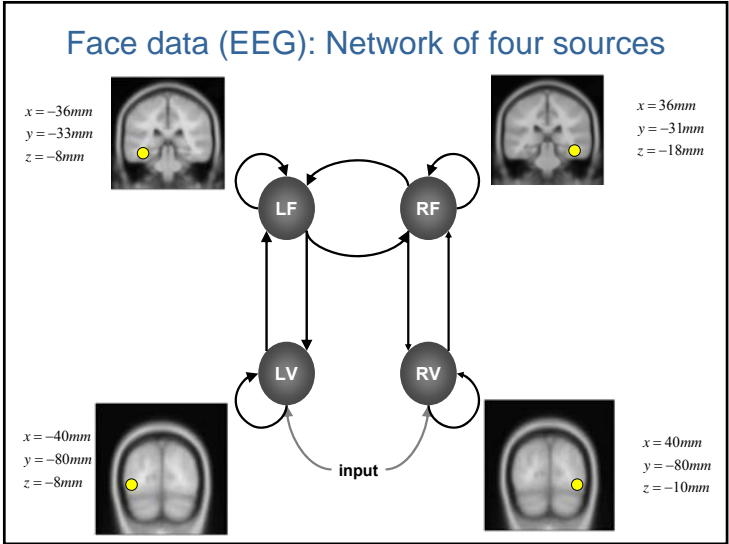 Face data (EEG): Network of four sources
x = −36mm
y = −33mm
z = −8mm
x = 36mm
y = −31mm
z = −18mm
LF
RF
LV
RV
x = −40mm
y = −80mm
z = −8mm
input
x = 40mm
y = −80mm
z = −10mm